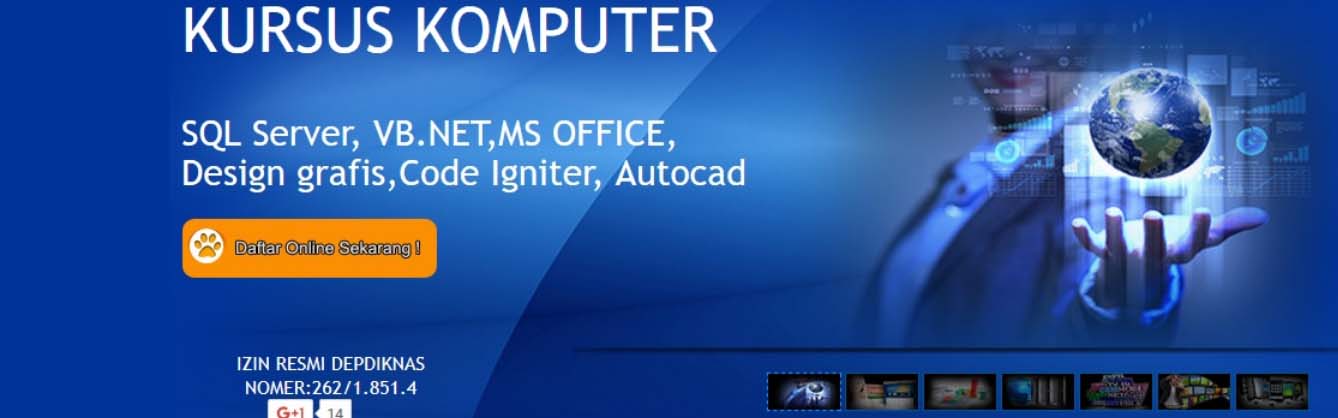 KURSUS KOMPUTER
SQL Server, VB.NET,MS OFFICE,
Design grafis,Code Igniter, Autocad
Daftar Online Sekarang !
IZIN RESMI DEPDIKNAS
NOMER:262/1.851.4
G+1 14